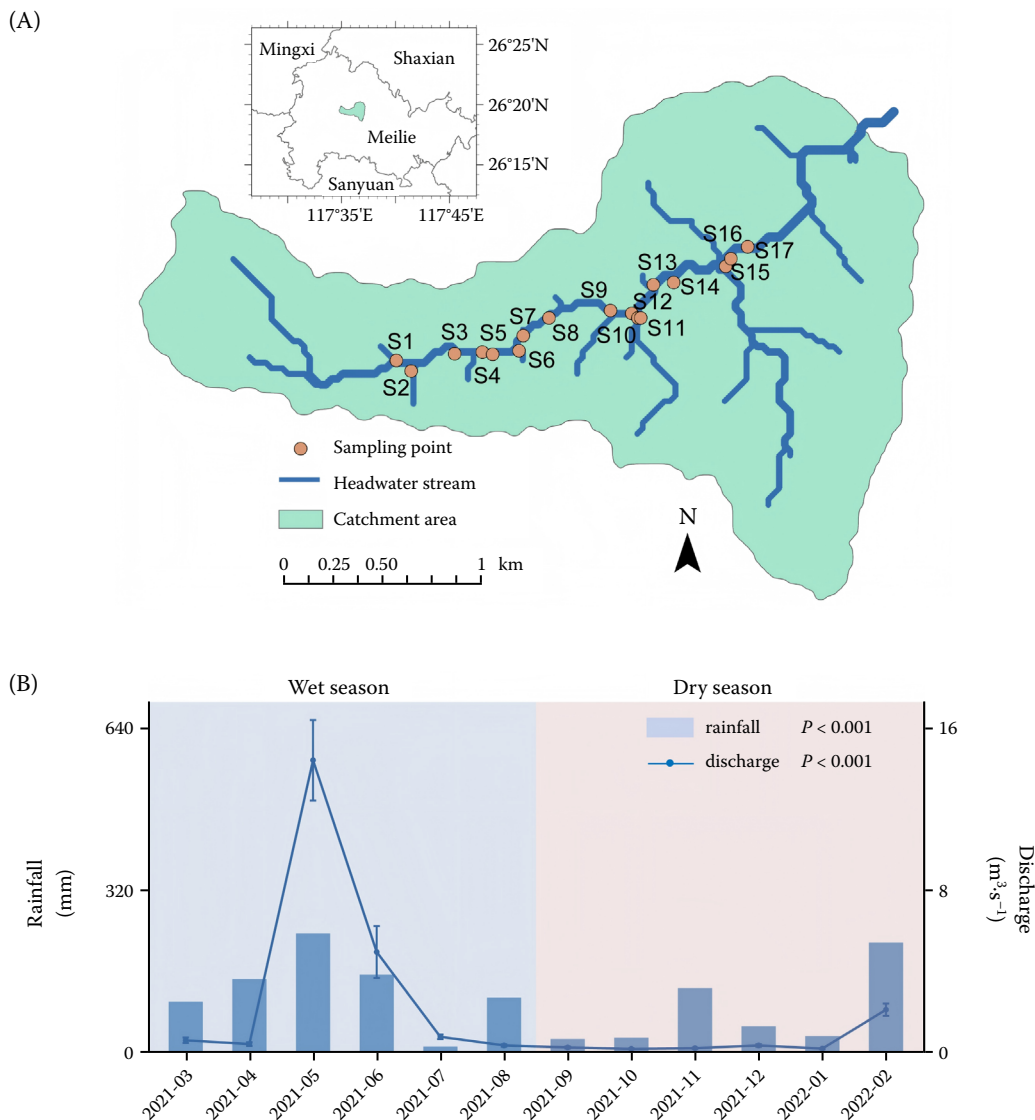 (A)
Mingxi
Shaxian
Meilie
Sanyuan
26°25'N
26°20'N
26°15'N
117°35'E
117°45'E
S1
S2
S3
S4
S5
S6
S7
S8
S9
S10
S11
S12
S13
S14
S15
S16
S17
Sampling point
Headwater stream
Catchment area
N
0 0.25 0.50 1 km
(B)
Wet season
Dry season
rainfall P < 0.001
discharge P < 0.001
Rainfall
(mm)
640
320
0
16
8
0
Discharge
(m³·s⁻¹)
2021-03
2021-04
2021-05
2021-06
2021-07
2021-08
2021-09
2021-10
2021-11
2021-12
2022-01
2022-02